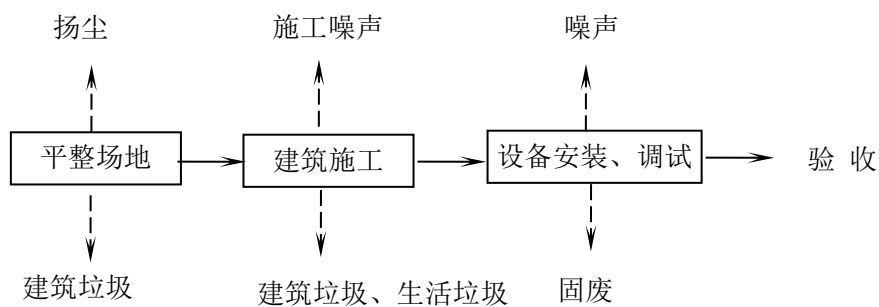 扬尘
施工噪声
噪声
平整场地
建筑施工
设备安装、调试
验 收
建筑垃圾
建筑垃圾、生活垃圾
固废